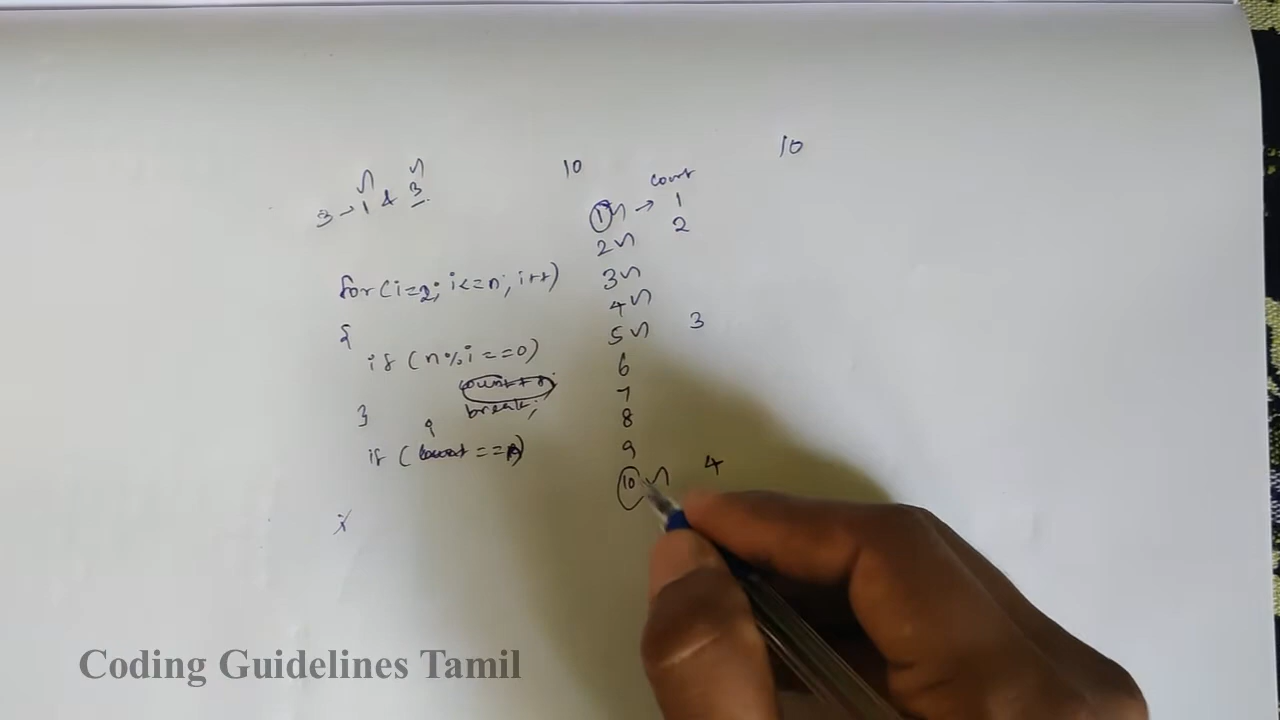 3 → 1 & 3
for(i=2; i<=n; i++)
{
if (n%i==0)
break;
}
if ( ==
10
count
1 → 1
2 2
3
4
5 3
6
7
8
9
10 4
10
Coding Guidelines Tamil